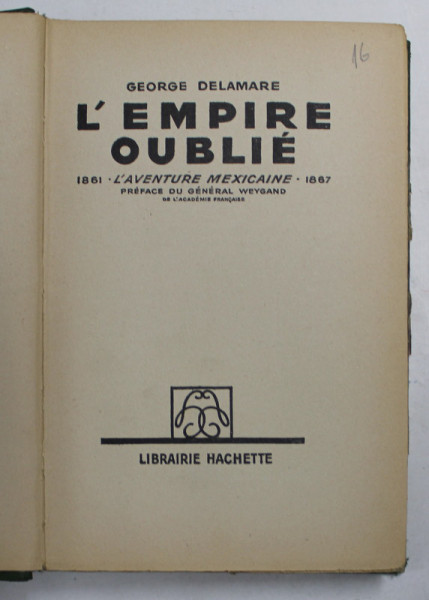 16
GEORGE DELAMARE
L'EMPIRE
OUBLIÉ
1861 · L'AVENTURE MEXICAINE · 1867
PRÉFACE DU GÉNÉRAL WEYGAND
DE L'ACADÉMIE FRANÇAISE
LIBRAIRIE HACHETTE